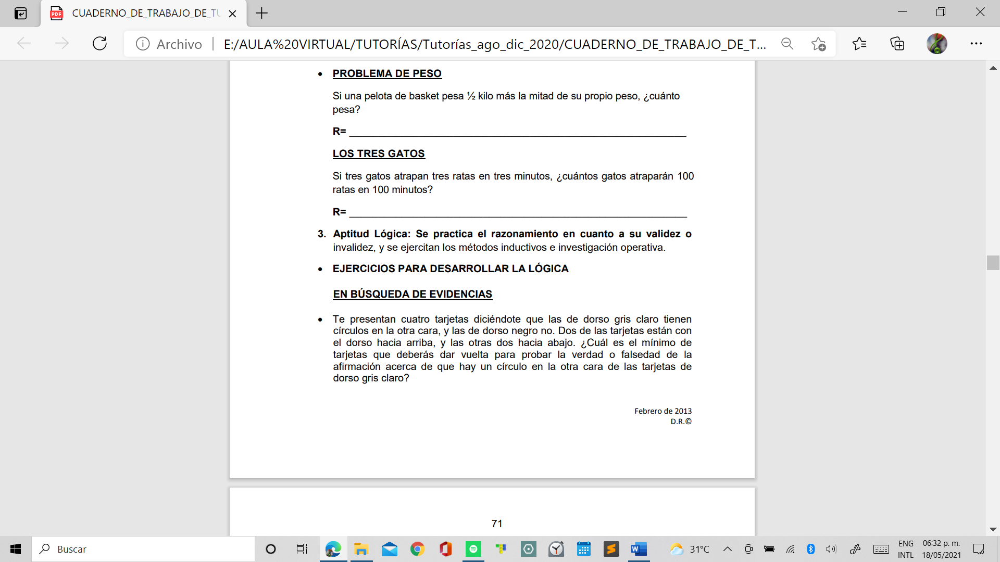 CUADERNO_DE_TRABAJO_DE_TU
Archivo
E:/AULA%20VIRTUAL/TUTORÍAS/Tutorías_ago_dic_2020/CUADERNO_DE_TRABAJO_DE_T...
• PROBLEMA DE PESO
Si una pelota de basket pesa ½ kilo más la mitad de su propio peso, ¿cuánto
pesa?
R= ____________________________________________________________
LOS TRES GATOS
Si tres gatos atrapan tres ratas en tres minutos, ¿cuántos gatos atraparán 100
ratas en 100 minutos?
R= ____________________________________________________________
3. Aptitud Lógica: Se practica el razonamiento en cuanto a su validez o
invalidez, y se ejercitan los métodos inductivos e investigación operativa.
• EJERCICIOS PARA DESARROLLAR LA LÓGICA
EN BÚSQUEDA DE EVIDENCIAS
• Te presentan cuatro tarjetas diciéndote que las de dorso gris claro tienen
círculos en la otra cara, y las de dorso negro no. Dos de las tarjetas están con
el dorso hacia arriba, y las otras dos hacia abajo. ¿Cuál es el mínimo de
tarjetas que deberás dar vuelta para probar la verdad o falsedad de la
afirmación acerca de que hay un círculo en la otra cara de las tarjetas de
dorso gris claro?
Febrero de 2013
D.R.©
71
Buscar
31°C
ENG
INTL
06:32 p. m.
18/05/2021